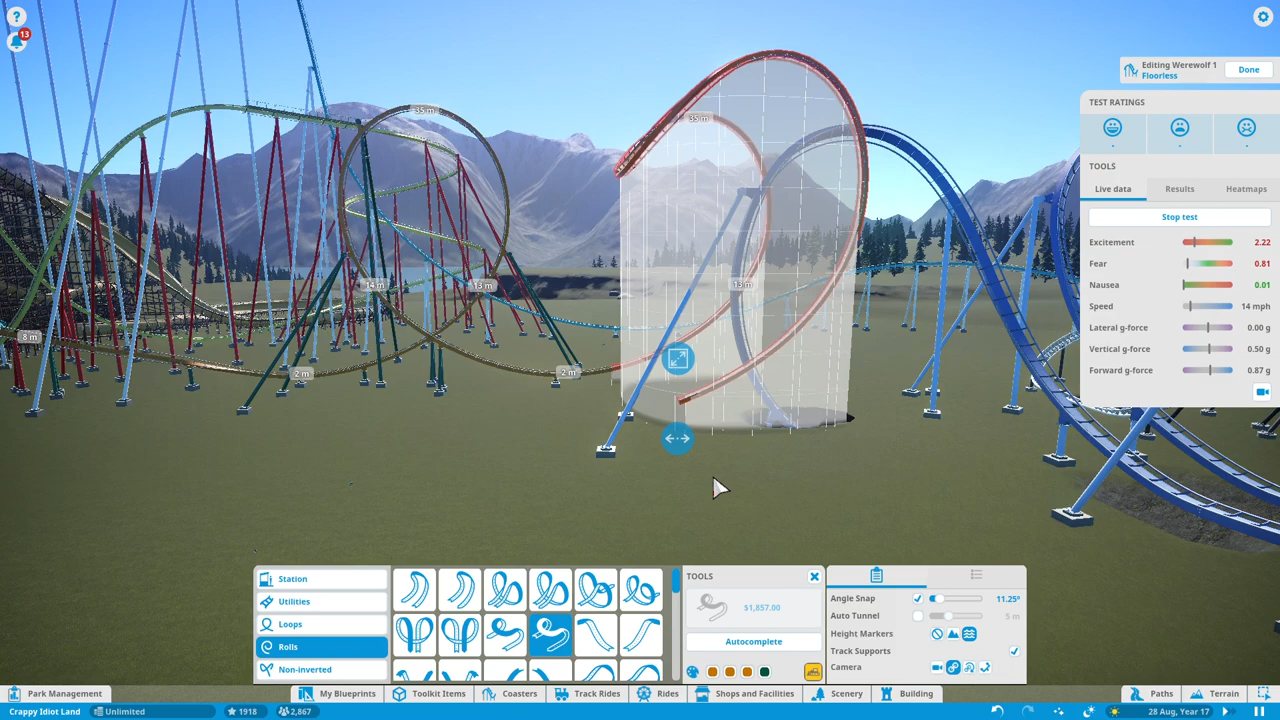 ?
13
Editing Werewolf 1
Floorless
Done
TEST RATINGS
-
-
-
TOOLS
Live data
Results
Heatmaps
Stop test
Excitement
2.22
Fear
0.81
Nausea
0.01
Speed
14 mph
Lateral g-force
0.00 g
Vertical g-force
0.50 g
Forward g-force
0.87 g
35 m
35 m
14 m
13 m
13 m
8 m
2 m
2 m
Station
Utilities
Loops
Rolls
Non-inverted
TOOLS
$1,857.00
Autocomplete
Angle Snap
11.25°
Auto Tunnel
5 m
Height Markers
Track Supports
Camera
Park Management
My Blueprints
Toolkit Items
Coasters
Track Rides
Rides
Shops and Facilities
Scenery
Building
Paths
Terrain
Crappy Idiot Land
Unlimited
1918
2,867
28 Aug, Year 17